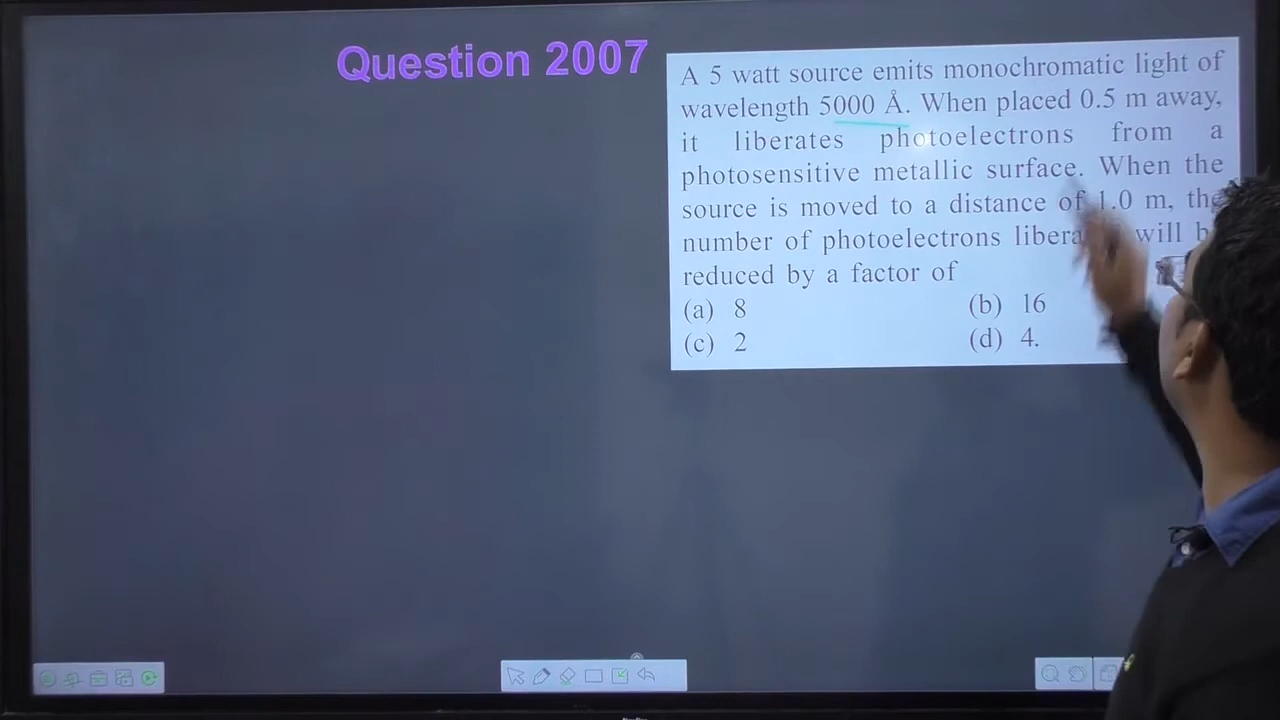 Question 2007
A 5 watt source emits monochromatic light of
wavelength 5000 Å. When placed 0.5 m away,
it liberates photoelectrons from a
photosensitive metallic surface. When the
source is moved to a distance of 1.0 m, the
number of photoelectrons will
reduced by a factor of
(a) 8 (b) 16
(c) 2 (d) 4.